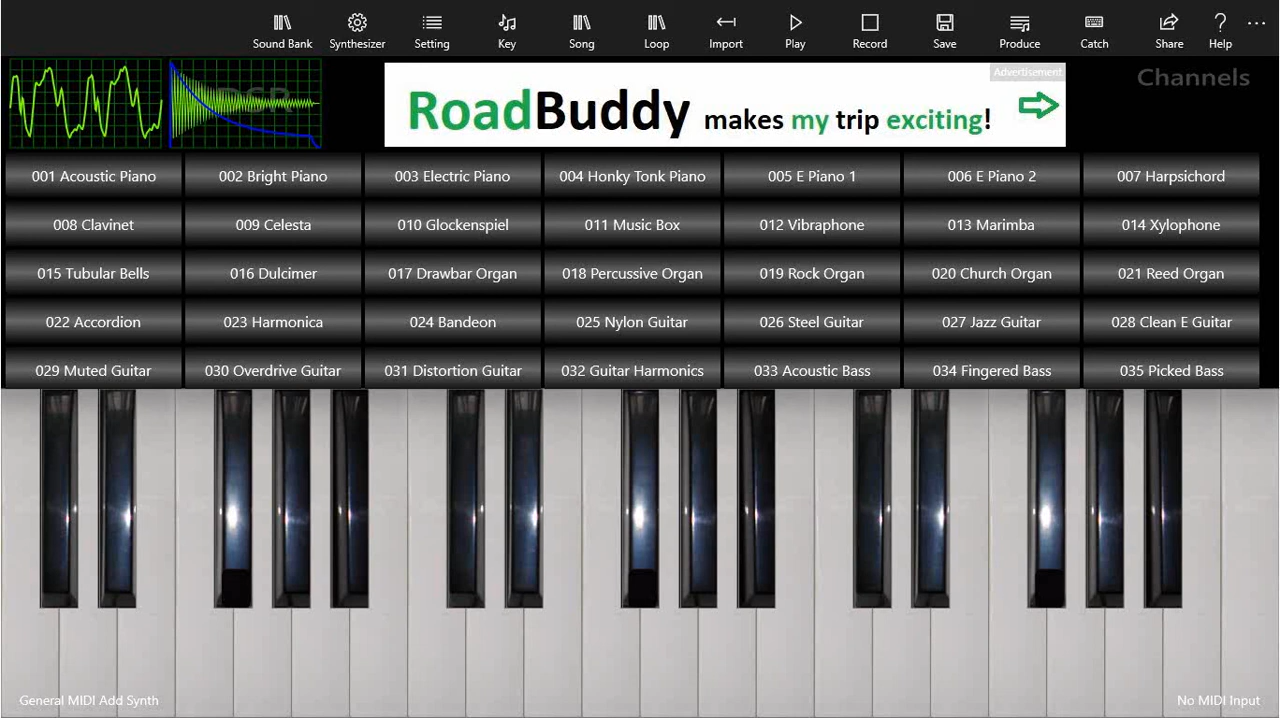 Sound Bank
Synthesizer
Setting
Key
Song
Loop
Import
Play
Record
Save
Produce
Catch
Share
Help
Advertisement
Channels
RoadBuddy makes my trip exciting!
001 Acoustic Piano
002 Bright Piano
003 Electric Piano
004 Honky Tonk Piano
005 E Piano 1
006 E Piano 2
007 Harpsichord
008 Clavinet
009 Celesta
010 Glockenspiel
011 Music Box
012 Vibraphone
013 Marimba
014 Xylophone
015 Tubular Bells
016 Dulcimer
017 Drawbar Organ
018 Percussive Organ
019 Rock Organ
020 Church Organ
021 Reed Organ
022 Accordion
023 Harmonica
024 Bandeon
025 Nylon Guitar
026 Steel Guitar
027 Jazz Guitar
028 Clean E Guitar
029 Muted Guitar
030 Overdrive Guitar
031 Distortion Guitar
032 Guitar Harmonics
033 Acoustic Bass
034 Fingered Bass
035 Picked Bass
General MIDI Add Synth
No MIDI Input